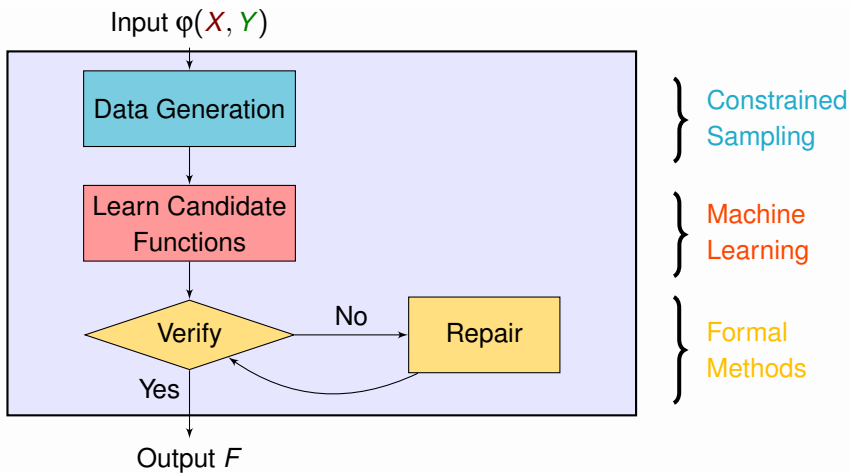 Input φ(X, Y)
Data Generation
Constrained
Sampling
Learn Candidate
Functions
Machine
Learning
Verify
No
Repair
Formal
Methods
Yes
Output F